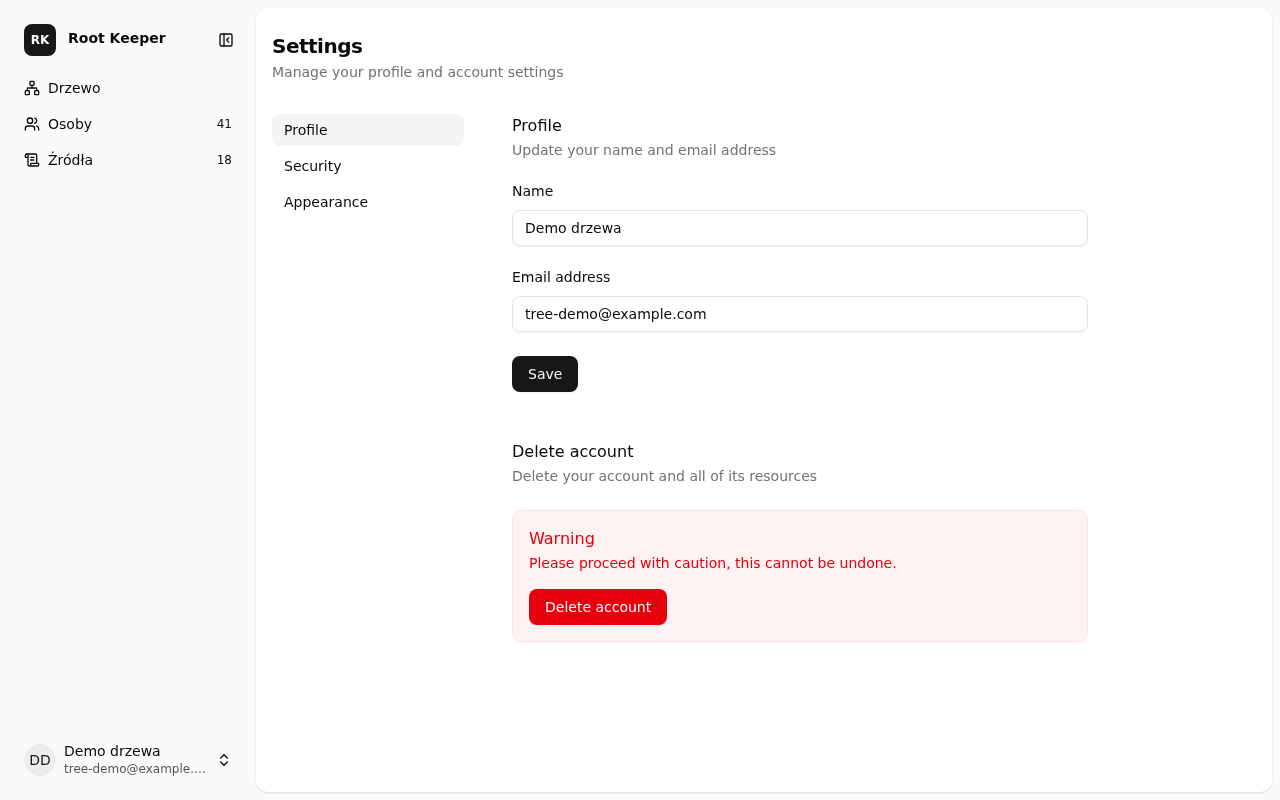 RK Root Keeper
Drzewo
Osoby 41
Źródła 18
Settings
Manage your profile and account settings
Profile
Security
Appearance
Profile
Update your name and email address
Name
Demo drzewa
Email address
tree-demo@example.com
Save
Delete account
Delete your account and all of its resources
Warning
Please proceed with caution, this cannot be undone.
Delete account
DD Demo drzewa
tree-demo@example....